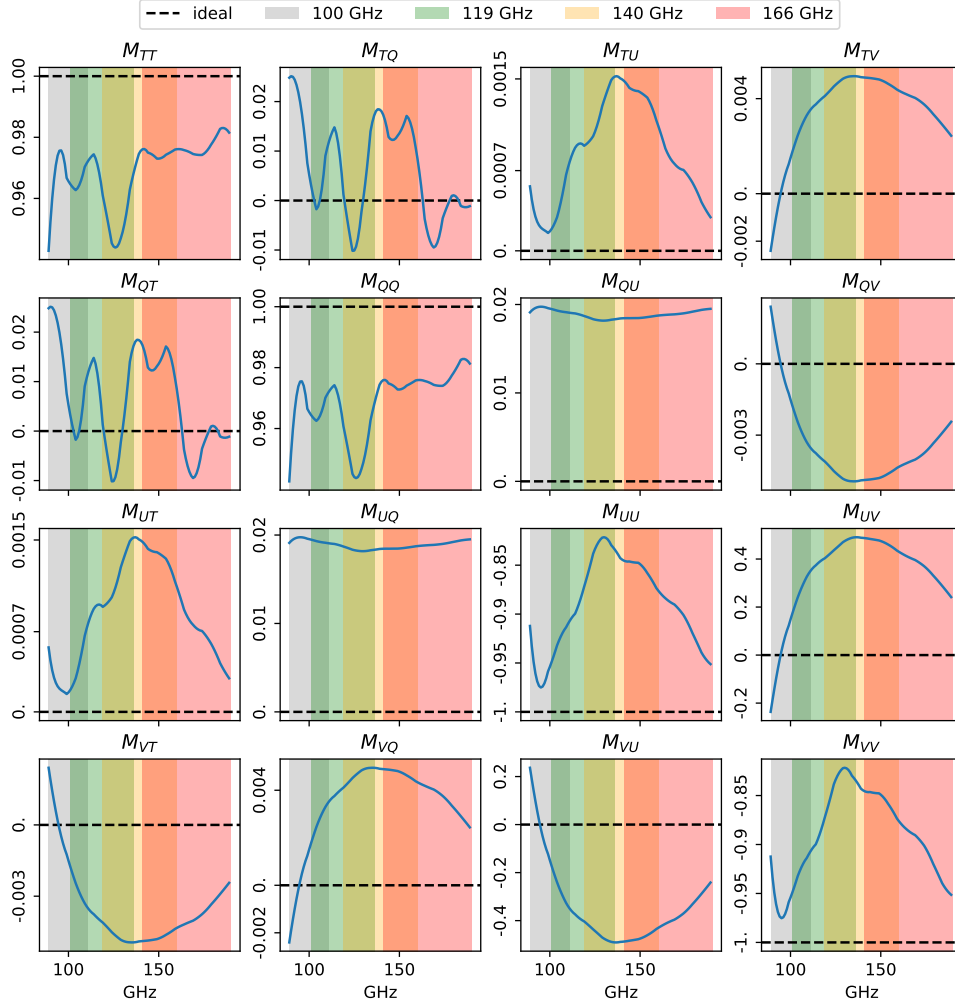 ideal 100 GHz 119 GHz 140 GHz 166 GHz
M_TT M_TQ M_TU M_TV
1.00 0.98 0.96
0.02 0.01 0. -0.01
0.0015 0.0007 0.
0.004 0. -0.002
100 150
100 150
100 150
100 150
M_QT M_QQ M_QU M_QV
0.02 0.01 0. -0.01
1.00 0.98 0.96
0.02 0.01 0.
0. -0.003
M_UT M_UQ M_UU M_UV
0.0015 0.0007 0.
0.02 0.01 0.
-0.85 -0.9 -0.95 -1.
0.4 0.2 0. -0.2
M_VT M_VQ M_VU M_VV
0. -0.003
0.004 0. -0.002
0.2 0. -0.2 -0.4
-0.85 -0.9 -0.95 -1.
GHz GHz GHz GHz